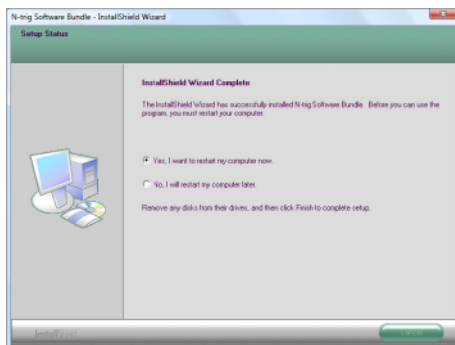 N-trig Software Bundle - InstallShield Wizard
Setup Status
InstallShield Wizard Complete
The InstallShield Wizard has successfully installed N-trig Software Bundle. Before you can use the
program, you must restart your computer.
Yes, I want to restart my computer now.
No, I will restart my computer later.
Remove any disks from their drives, and then click Finish to complete setup.
InstallShield
Cancel